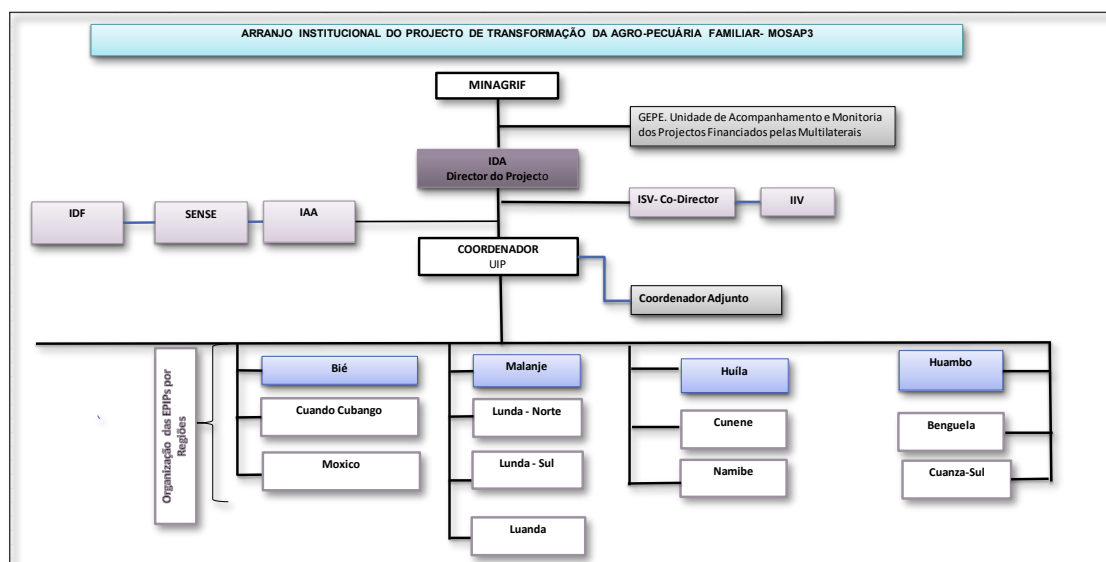 ARRANJO INSTITUCIONAL DO PROJECTO DE TRANSFORMAÇÃO DA AGRO-PECUÁRIA FAMILIAR- MOSAP3
MINAGRIF
GEPE. Unidade de Acompanhamento e Monitoria
dos Projectos Financiados pelas Multilaterais
IDA
Director do Projecto
ISV- Co-Director
IIV
IDF
SENSE
IAA
COORDENADOR
UIP
Coordenador Adjunto
Organização das EPIPs por
Regiões
Bié
Cuando Cubango
Moxico
Malanje
Lunda - Norte
Lunda - Sul
Luanda
Huíla
Cunene
Namibe
Huambo
Benguela
Cuanza-Sul